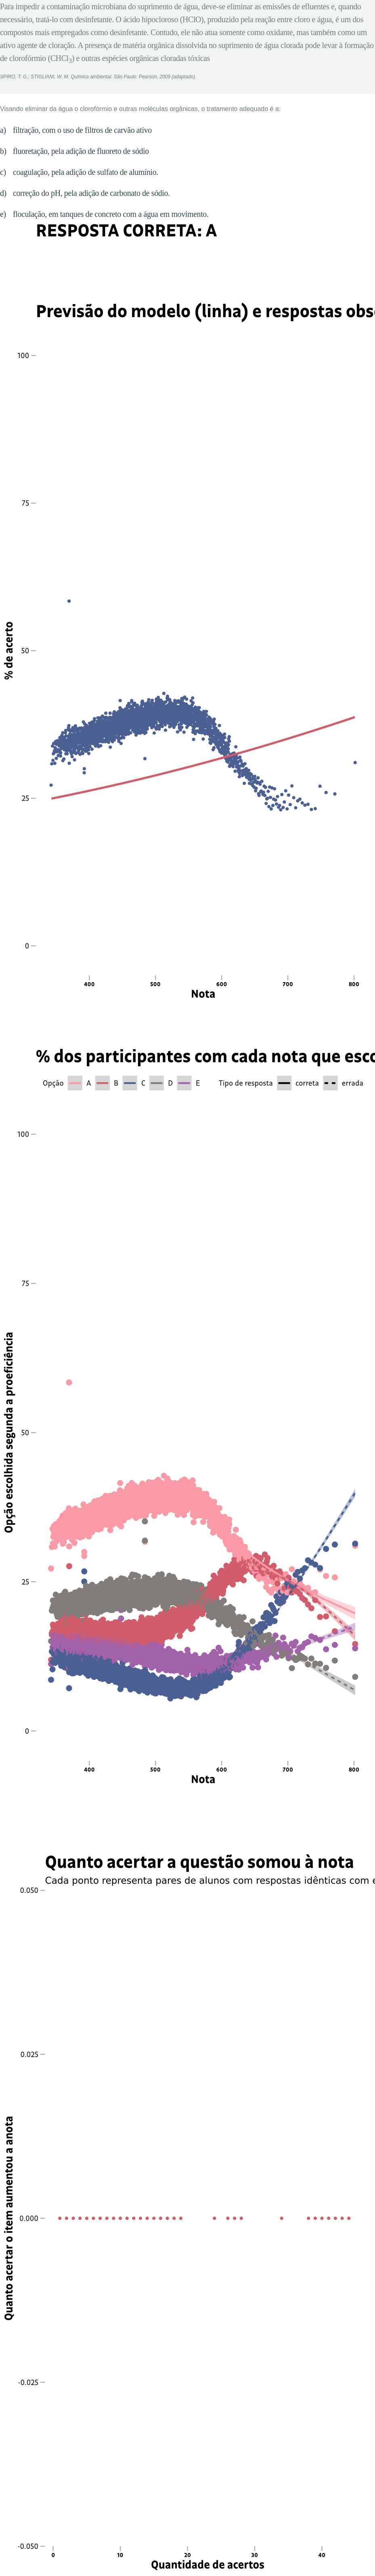 Para impedir a contaminação microbiana do suprimento de água, deve-se eliminar as emissões de efluentes e, quando
necessário, tratá-lo com desinfetante. O ácido hipocloroso (HClO), produzido pela reação entre cloro e água, é um dos
compostos mais empregados como desinfetante. Contudo, ele não atua somente como oxidante, mas também como um
ativo agente de cloração. A presença de matéria orgânica dissolvida no suprimento de água clorada pode levar à formação
de clorofórmio (CHCl3) e outras espécies orgânicas cloradas tóxicas
SPIRO, T. G.; STIGLIANI, W. M. Química ambiental. São Paulo: Pearson, 2009 (adaptado).
Visando eliminar da água o clorofórmio e outras moléculas orgânicas, o tratamento adequado é a:
a) filtração, com o uso de filtros de carvão ativo
b) fluoretação, pela adição de fluoreto de sódio
c) coagulação, pela adição de sulfato de alumínio.
d) correção do pH, pela adição de carbonato de sódio.
e) floculação, em tanques de concreto com a água em movimento.
RESPOSTA CORRETA: A
Previsão do modelo (linha) e respostas obs
100
75
50
25
0
% de acerto
400 500 600 700 800
Nota
% dos participantes com cada nota que esco
Opção A B C D E Tipo de resposta correta errada
100
75
50
25
0
Opção escolhida segunda a proeficiência
400 500 600 700 800
Nota
Quanto acertar a questão somou à nota
Cada ponto representa pares de alunos com respostas idênticas com e
0.050
0.025
0.000
-0.025
-0.050
Quanto acertar o item aumentou a anota
0 10 20 30 40
Quantidade de acertos